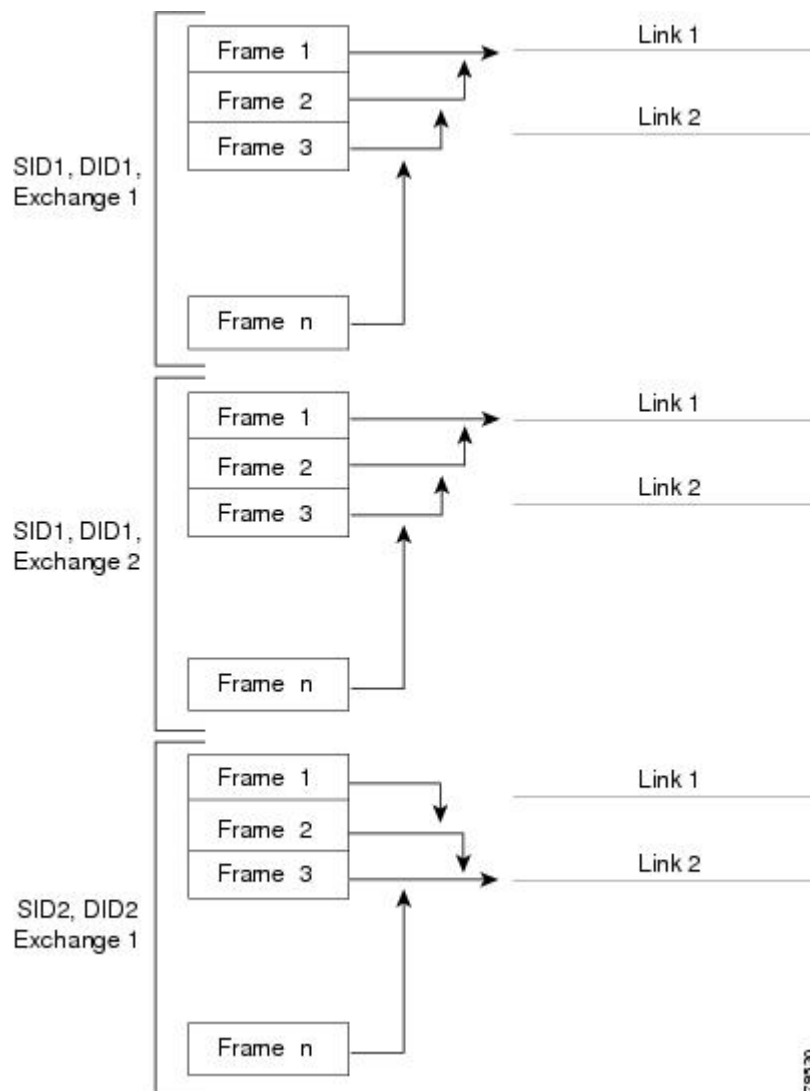 Frame 1
Link 1
Frame 2
Link 2
Frame 3
SID1, DID1,
Exchange 1
Frame n
Frame 1
Link 1
Frame 2
Link 2
Frame 3
SID1, DID1,
Exchange 2
Frame n
Frame 1
Link 1
Frame 2
Link 2
Frame 3
SID2, DID2
Exchange 1
Frame n